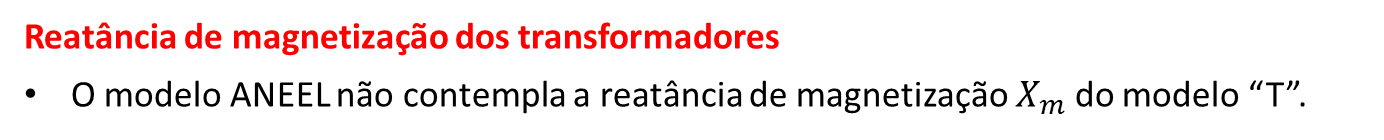 Reatância de magnetização dos transformadores
• O modelo ANEEL não contempla a reatância de magnetização 𝑋𝑚 do modelo “T”.